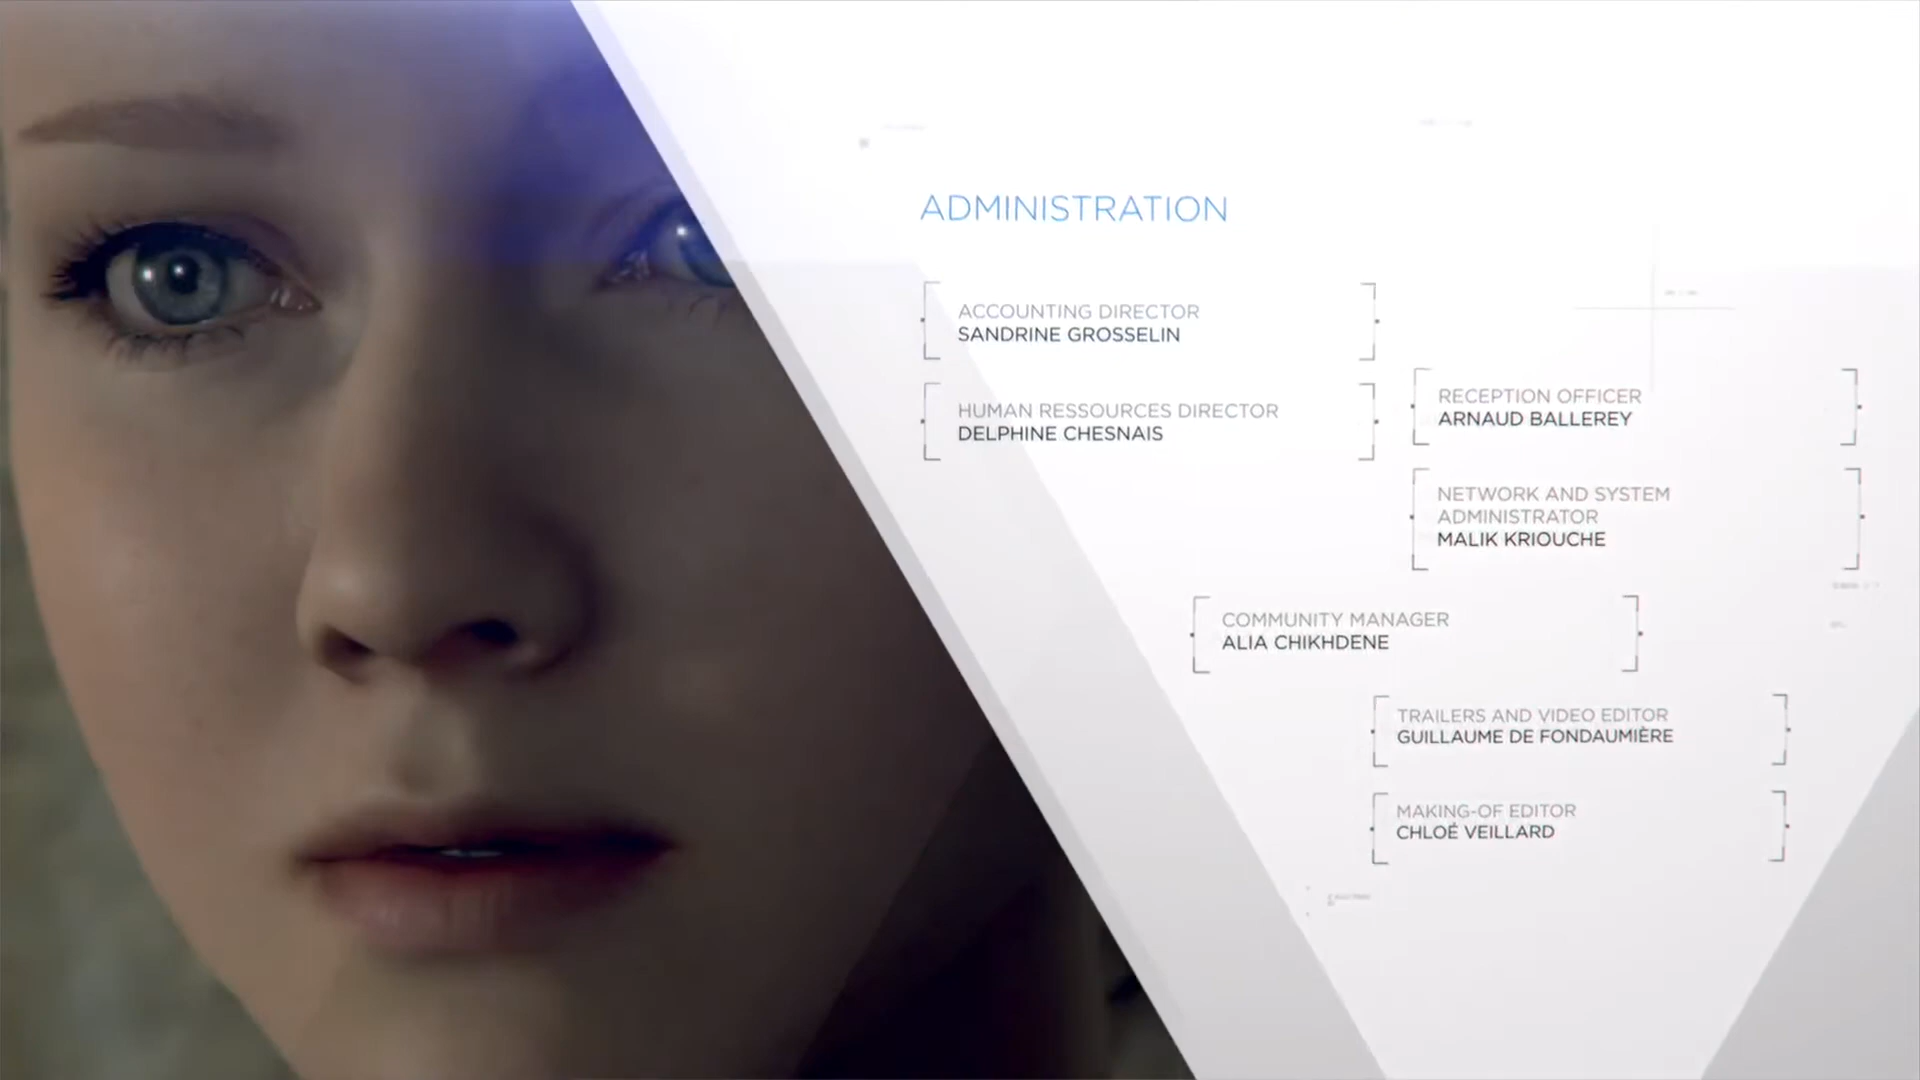 ADMINISTRATION
ACCOUNTING DIRECTOR
SANDRINE GROSSELIN
HUMAN RESSOURCES DIRECTOR
DELPHINE CHESNAIS
RECEPTION OFFICER
ARNAUD BALLEREY
NETWORK AND SYSTEM
ADMINISTRATOR
MALIK KRIOUCHE
COMMUNITY MANAGER
ALIA CHIKHDENE
TRAILERS AND VIDEO EDITOR
GUILLAUME DE FONDAUMIÈRE
MAKING-OF EDITOR
CHLOÉ VEILLARD